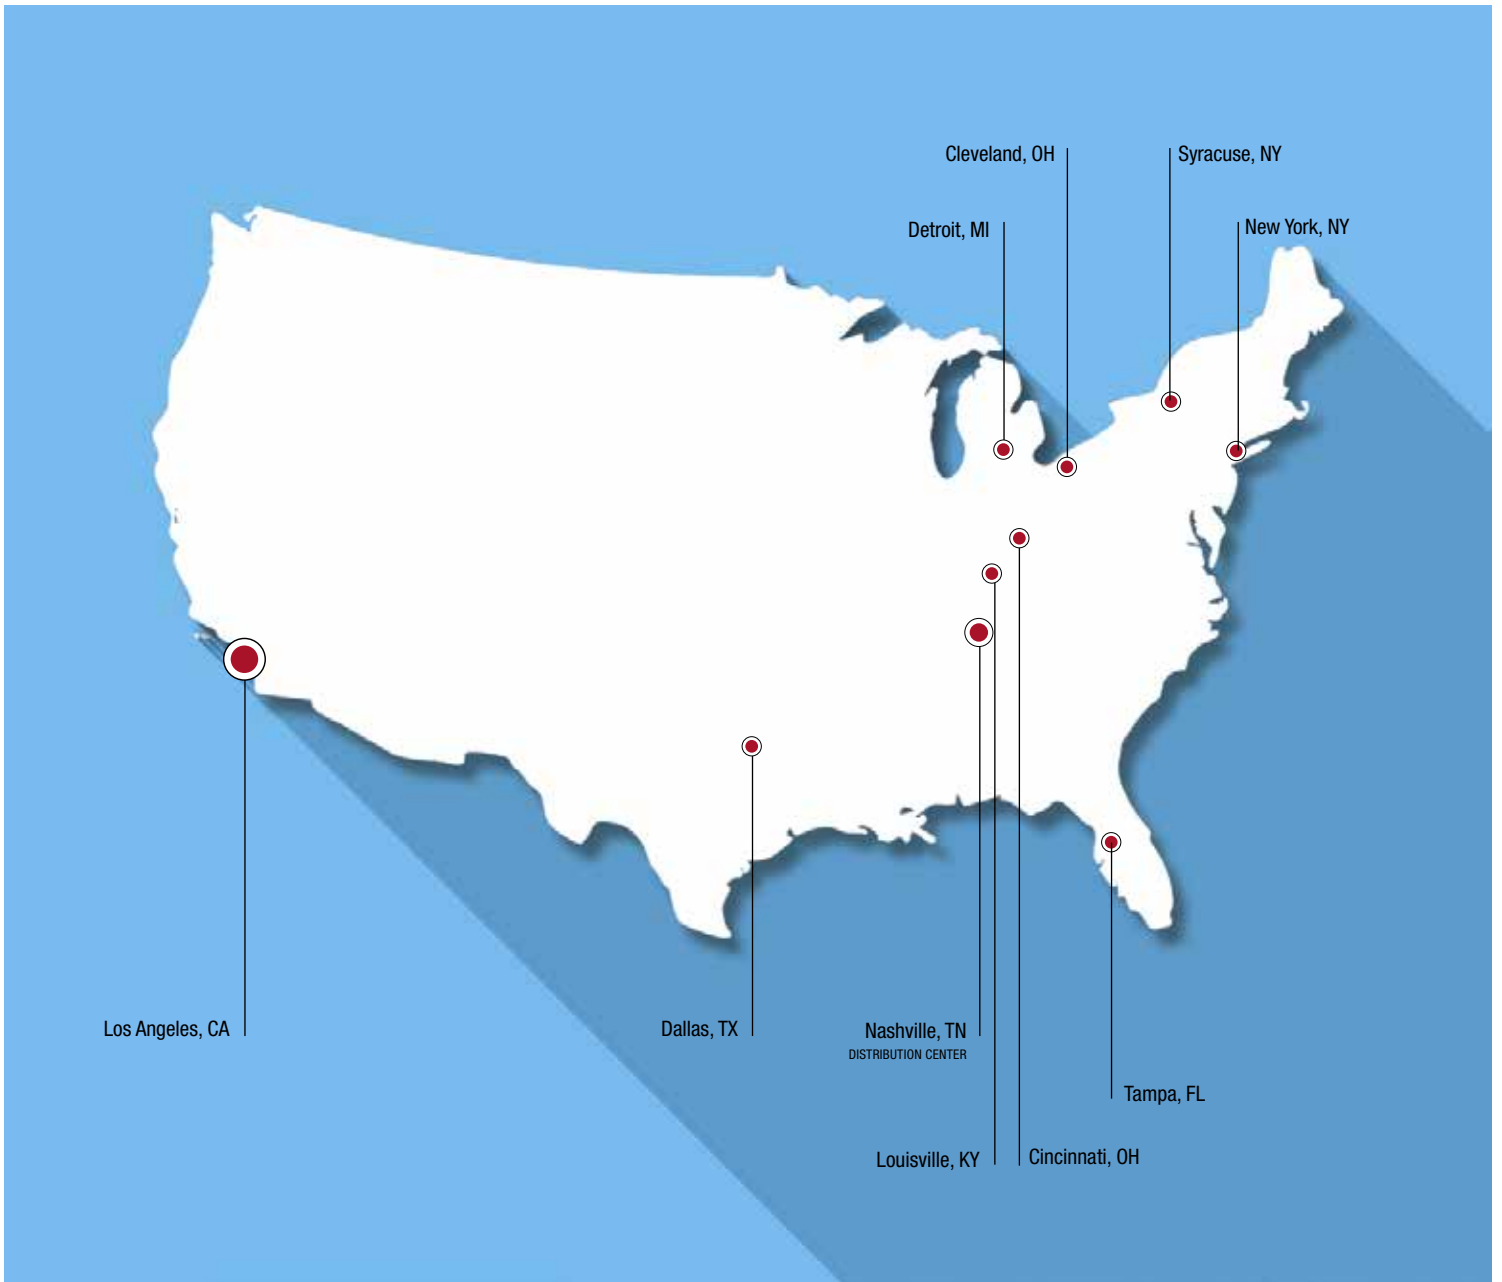 Cleveland, OH
Syracuse, NY
Detroit, MI
New York, NY
Los Angeles, CA
Dallas, TX
Nashville, TN
DISTRIBUTION CENTER
Tampa, FL
Louisville, KY
Cincinnati, OH